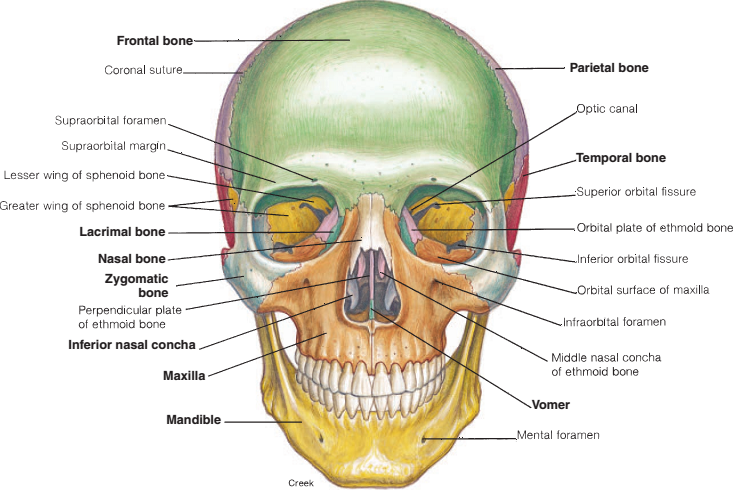 Frontal bone
Coronal suture
Supraorbital foramen
Supraorbital margin
Lesser wing of sphenoid bone
Greater wing of sphenoid bone
Lacrimal bone
Nasal bone
Zygomatic
bone
Perpendicular plate
of ethmoid bone
Inferior nasal concha
Maxilla
Mandible
Parietal bone
Optic canal
Temporal bone
Superior orbital fissure
Orbital plate of ethmoid bone
Inferior orbital fissure
Orbital surface of maxilla
Infraorbital foramen
Middle nasal concha
of ethmoid bone
Vomer
Mental foramen
Creek